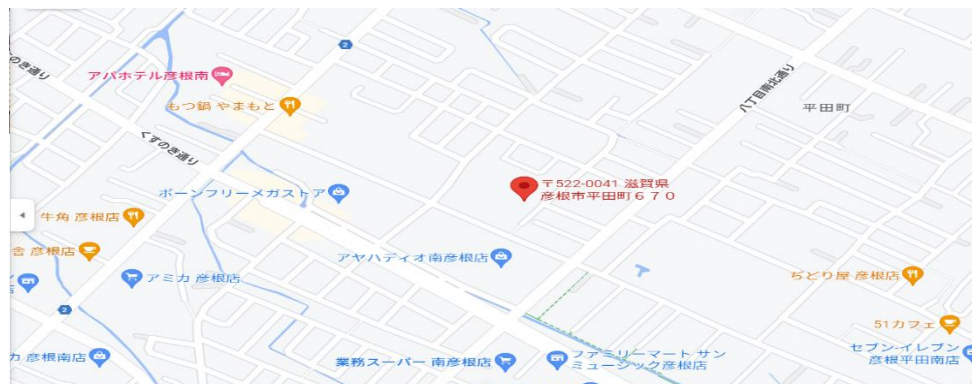 2
アパホテル彦根南
のき通り
もつ鍋 やまもと
八丁目南北通り
平田町
くすのき通り
ボーンフリーメガストア
〒522-0041 滋賀県
彦根市平田町670
牛角 彦根店
舎 彦根店
アミカ 彦根店
アヤハディオ南彦根店
ぢどり屋 彦根店
店
2
51カフェ
カ 彦根南店
業務スーパー 南彦根店
ファミリーマート サン
ミュージック彦根店
セブン-イレブン
彦根平田南店